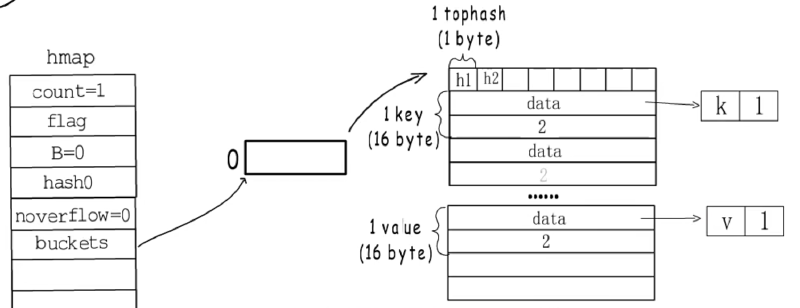 hmap
count=1
flag
B=0
hash0
noverflow=0
buckets
0
1 tophash
(1 byte)
h1 h2
1 key
(16 byte)
data
2
data
2
k 1
......
1 value
(16 byte)
data
2
v 1